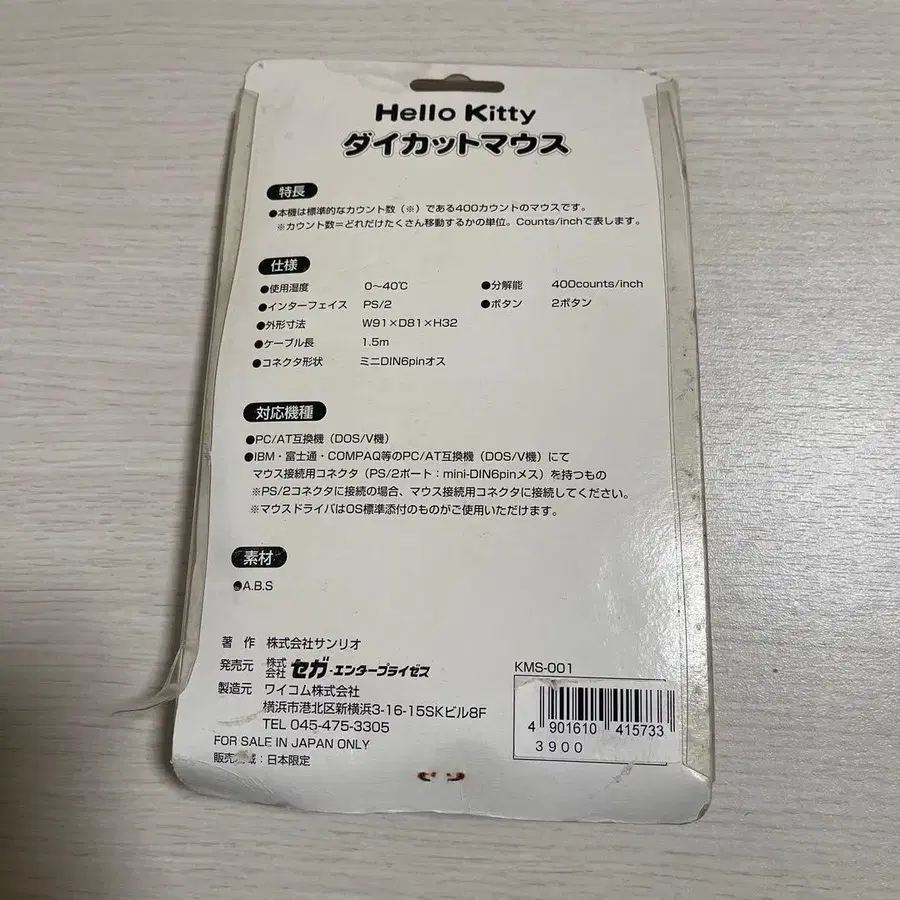 Hello Kitty
ダイカットマウス
特長
●本機は標準的なカウント数（※）である400カウントのマウスです。
※カウント数＝どれだけたくさん移動するかの単位。Counts/inchで表します。
仕様
●使用湿度 0〜40℃ ●分解能 400counts/inch
●インターフェイス PS/2 ●ボタン 2ボタン
●外形寸法 W91×D81×H32
●ケーブル長 1.5m
●コネクタ形状 ミニDIN6pinオス
対応機種
●PC/AT互換機（DOS/V機）
●IBM・富士通・COMPAQ等のPC/AT互換機（DOS/V機）にて
マウス接続用コネクタ（PS/2ポート：mini-DIN6pinメス）を持つもの
※PS/2コネクタに接続の場合、マウス接続用コネクタに接続してください。
※マウスドライバはOS標準添付のものがご使用いただけます。
素材
●A.B.S
著 作 株式会社サンリオ
発売元 株式会社 セガ・エンタープライゼス
製造元 ワイコム株式会社
横浜市港北区新横浜3-16-15SKビル8F
TEL 045-475-3305
FOR SALE IN JAPAN ONLY
販売 域：日本限定
KMS-001
4 901610 415733
3900